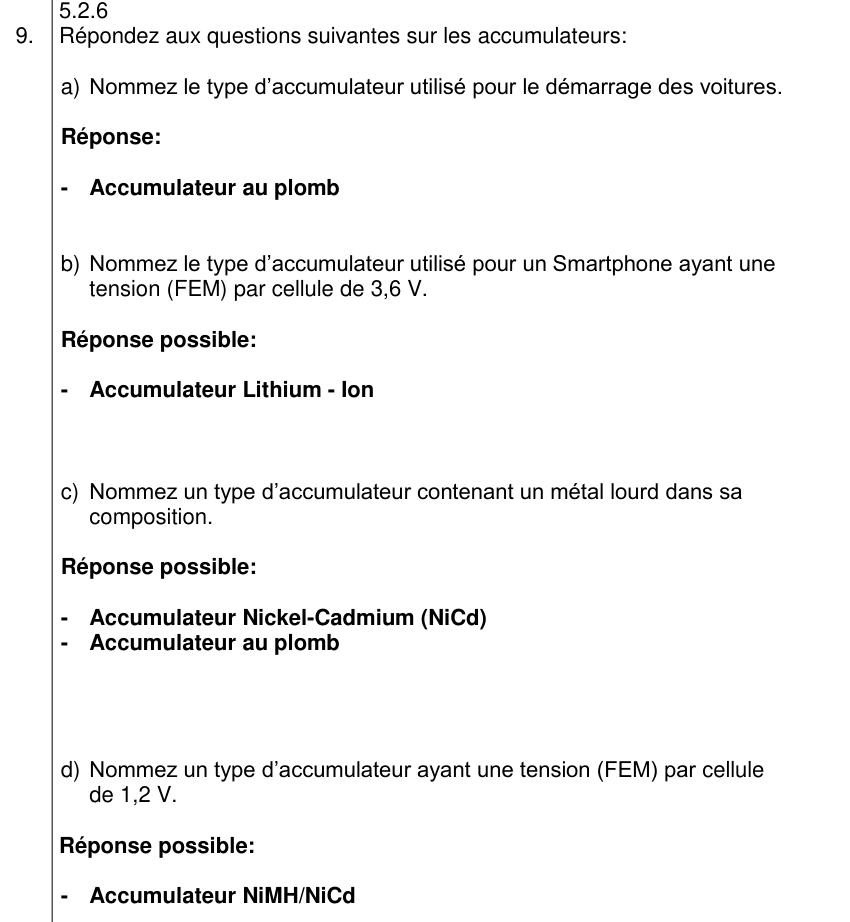 5.2.6
9. Répondez aux questions suivantes sur les accumulateurs:
a) Nommez le type d'accumulateur utilisé pour le démarrage des voitures.
Réponse:
- Accumulateur au plomb
b) Nommez le type d'accumulateur utilisé pour un Smartphone ayant une
tension (FEM) par cellule de 3,6 V.
Réponse possible:
- Accumulateur Lithium - Ion
c) Nommez un type d'accumulateur contenant un métal lourd dans sa
composition.
Réponse possible:
- Accumulateur Nickel-Cadmium (NiCd)
- Accumulateur au plomb
d) Nommez un type d'accumulateur ayant une tension (FEM) par cellule
de 1,2 V.
Réponse possible:
- Accumulateur NiMH/NiCd